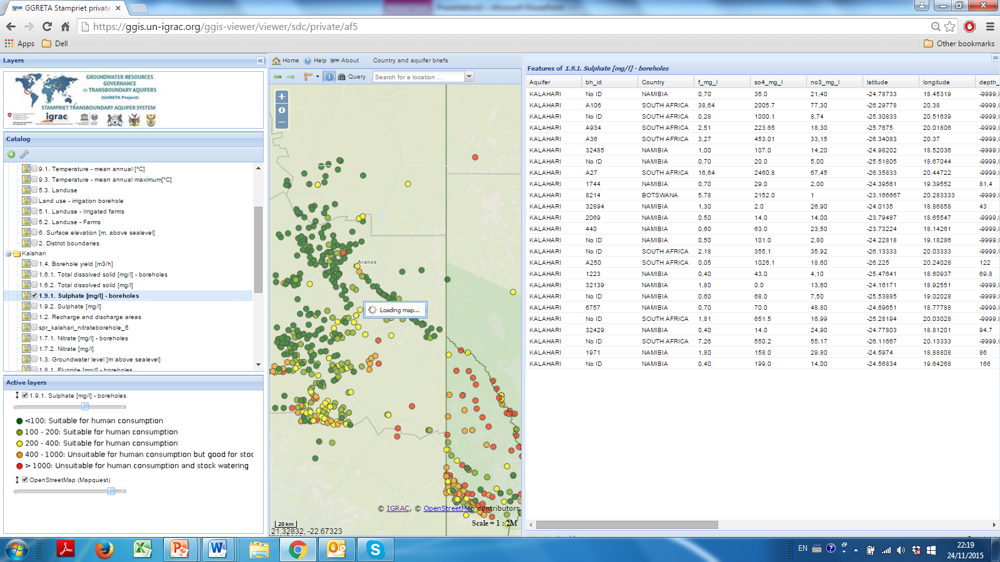 igrac GGRETA Stampriet private
https://ggis.un-igrac.org/ggis-viewer/viewer/sdc/private/af5
Apps Dell Other bookmarks
Layers
GROUNDWATER RESOURCES
GOVERNANCE
in TRANSBOUNDARY AQUIFERS
(GGRETA Project)
STAMPRIET TRANSBOUNDARY AQUIFER SYSTEM
igrac
Catalog
9.1. Temperature - mean annual [°C]
9.3. Temperature - mean annual maximum[°C]
5.3. Landuse
Land use - irrigation borehole
5.1. Landuse - Irrigated farms
5.2. Landuse - Farms
6. Surface elevation [m. above sealevel]
2. District boundaries
Kalahari
1.4. Borehole yield [m3/h]
1.6.1. Total dissolved solid [mg/l] - boreholes
1.6.2. Total dissolved solid [mg/l]
1.9.1. Sulphate [mg/l] - boreholes
1.9.2. Sulphate [mg/l]
1.2. Recharge and discharge areas
spr_kalahari_nitrateborehole_6
1.7.1. Nitrate [mg/l] - boreholes
1.7.2. Nitrate [mg/l]
1.3. Groundwater level [m above sealevel]
1.8.1. Fluoride [mg/l] - boreholes
Active layers
1.9.1. Sulphate [mg/l] - boreholes
<100: Suitable for human consumption
100 - 200: Suitable for human consumption
200 - 400: Suitable for human consumption
400 - 1000: Unsuitable for human consumption but good for stoc
> 1000: Unsuitable for human consumption and stock watering
OpenStreetMap (Mapquest)
Home Help About Country and aquifer briefs
Query Search for a location ...
Aranos
Loading map...
© IGRAC, © OpenStreetMap contributors
20 km
Scale = 1 : 2M
21.32832, -22.67323
Features of 1.9.1. Sulphate [mg/l] - boreholes
Aquifer bh_id Country f_mg_l so4_mg_l no3_mg_l latitude longitude depth_
KALAHARI No ID NAMIBIA 0,70 35.0 21,40 -24.78733 18.45319 -9999,
KALAHARI A106 SOUTH AFRICA 38,64 2005.7 77,30 -26.29778 20.38 -9999,
KALAHARI No ID SOUTH AFRICA 0,28 1000.1 8,74 -25.30833 20.51639 -9999,
KALAHARI A934 SOUTH AFRICA 2,51 223.65 18,30 -25.7675 20.01806 -9999,
KALAHARI A36 SOUTH AFRICA 3,27 453.01 33,15 -26.34083 20.37 -9999,
KALAHARI 32485 NAMIBIA 1,00 107.0 14,20 -24.98202 18.52036 -9999,
KALAHARI No ID NAMIBIA 0,70 20.0 5,00 -25.51805 18.67044 -9999,
KALAHARI A27 SOUTH AFRICA 16,64 2460.8 67,45 -26.35833 20.44722 -9999,
KALAHARI 1744 NAMIBIA 0,70 29.0 2,00 -24.39561 19.39552 81,4
KALAHARI 8214 BOTSWANA 5,78 2152.0 1 -23.166667 20.283333 -9999,
KALAHARI 32894 NAMIBIA 1,30 2.0 26,90 -24.0135 18.86858 43
KALAHARI 2069 NAMIBIA 0,50 14.0 14,00 -23.79487 18.65547 -9999,
KALAHARI 440 NAMIBIA 0,60 63.0 23,50 -23.73224 18.14261 -9999,
KALAHARI No ID NAMIBIA 0,50 101.0 2,80 -24.22818 19.18286 -9999,
KALAHARI No ID SOUTH AFRICA 2,18 355.1 35,92 -26.13333 20.03333 -9999,
KALAHARI A250 SOUTH AFRICA 0,05 1026.1 18,60 -26.225 20.24028 122
KALAHARI 1223 NAMIBIA 0,40 43.0 4,10 -25.47641 18.60937 69,8
KALAHARI 32139 NAMIBIA 1,80 0.0 13,60 -24.16171 18.92551 -9999,
KALAHARI No ID NAMIBIA 0,60 68.0 7,50 -25.53885 19.02028 -9999,
KALAHARI 6757 NAMIBIA 0,70 70.0 48,80 -24.69651 18.77788 -9999,
KALAHARI No ID SOUTH AFRICA 1,81 651.5 16,99 -25.28194 20.03028 -9999,
KALAHARI 32429 NAMIBIA 0,40 14.0 24,90 -24.77803 18.81201 94,7
KALAHARI No ID SOUTH AFRICA 7,26 550.2 55,17 -26.11667 20.13333 -9999,
KALAHARI 1971 NAMIBIA 1,80 158.0 29,80 -24.5974 18.88808 86
KALAHARI No ID NAMIBIA 0,40 199.0 14,00 -24.56834 19.64268 166
EN 22:19
24/11/2015